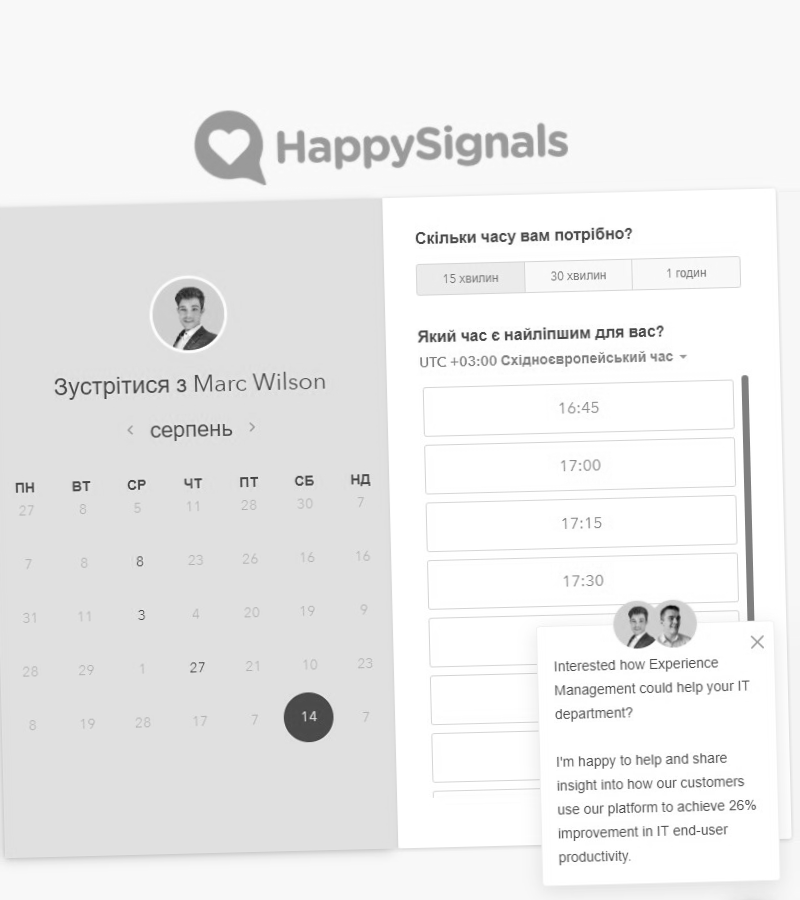 HappySignals
Зустрітися з Marc Wilson
серпень
ПН ВТ СР ЧТ ПТ СБ НД
27 8 5 11 28 30 7
7 8 8 23 26 16 16
31 11 3 4 20 19 9
28 29 1 27 21 10 23
8 19 28 17 7 14 7
Скільки часу вам потрібно?
15 хвилин 30 хвилин 1 годин
Який час є найліпшим для вас?
UTC +03:00 Східноєвропейський час
16:45
17:00
17:15
17:30
Interested how Experience
Management could help your IT
department?
I'm happy to help and share
insight into how our customers
use our platform to achieve 26%
improvement in IT end-user
productivity.